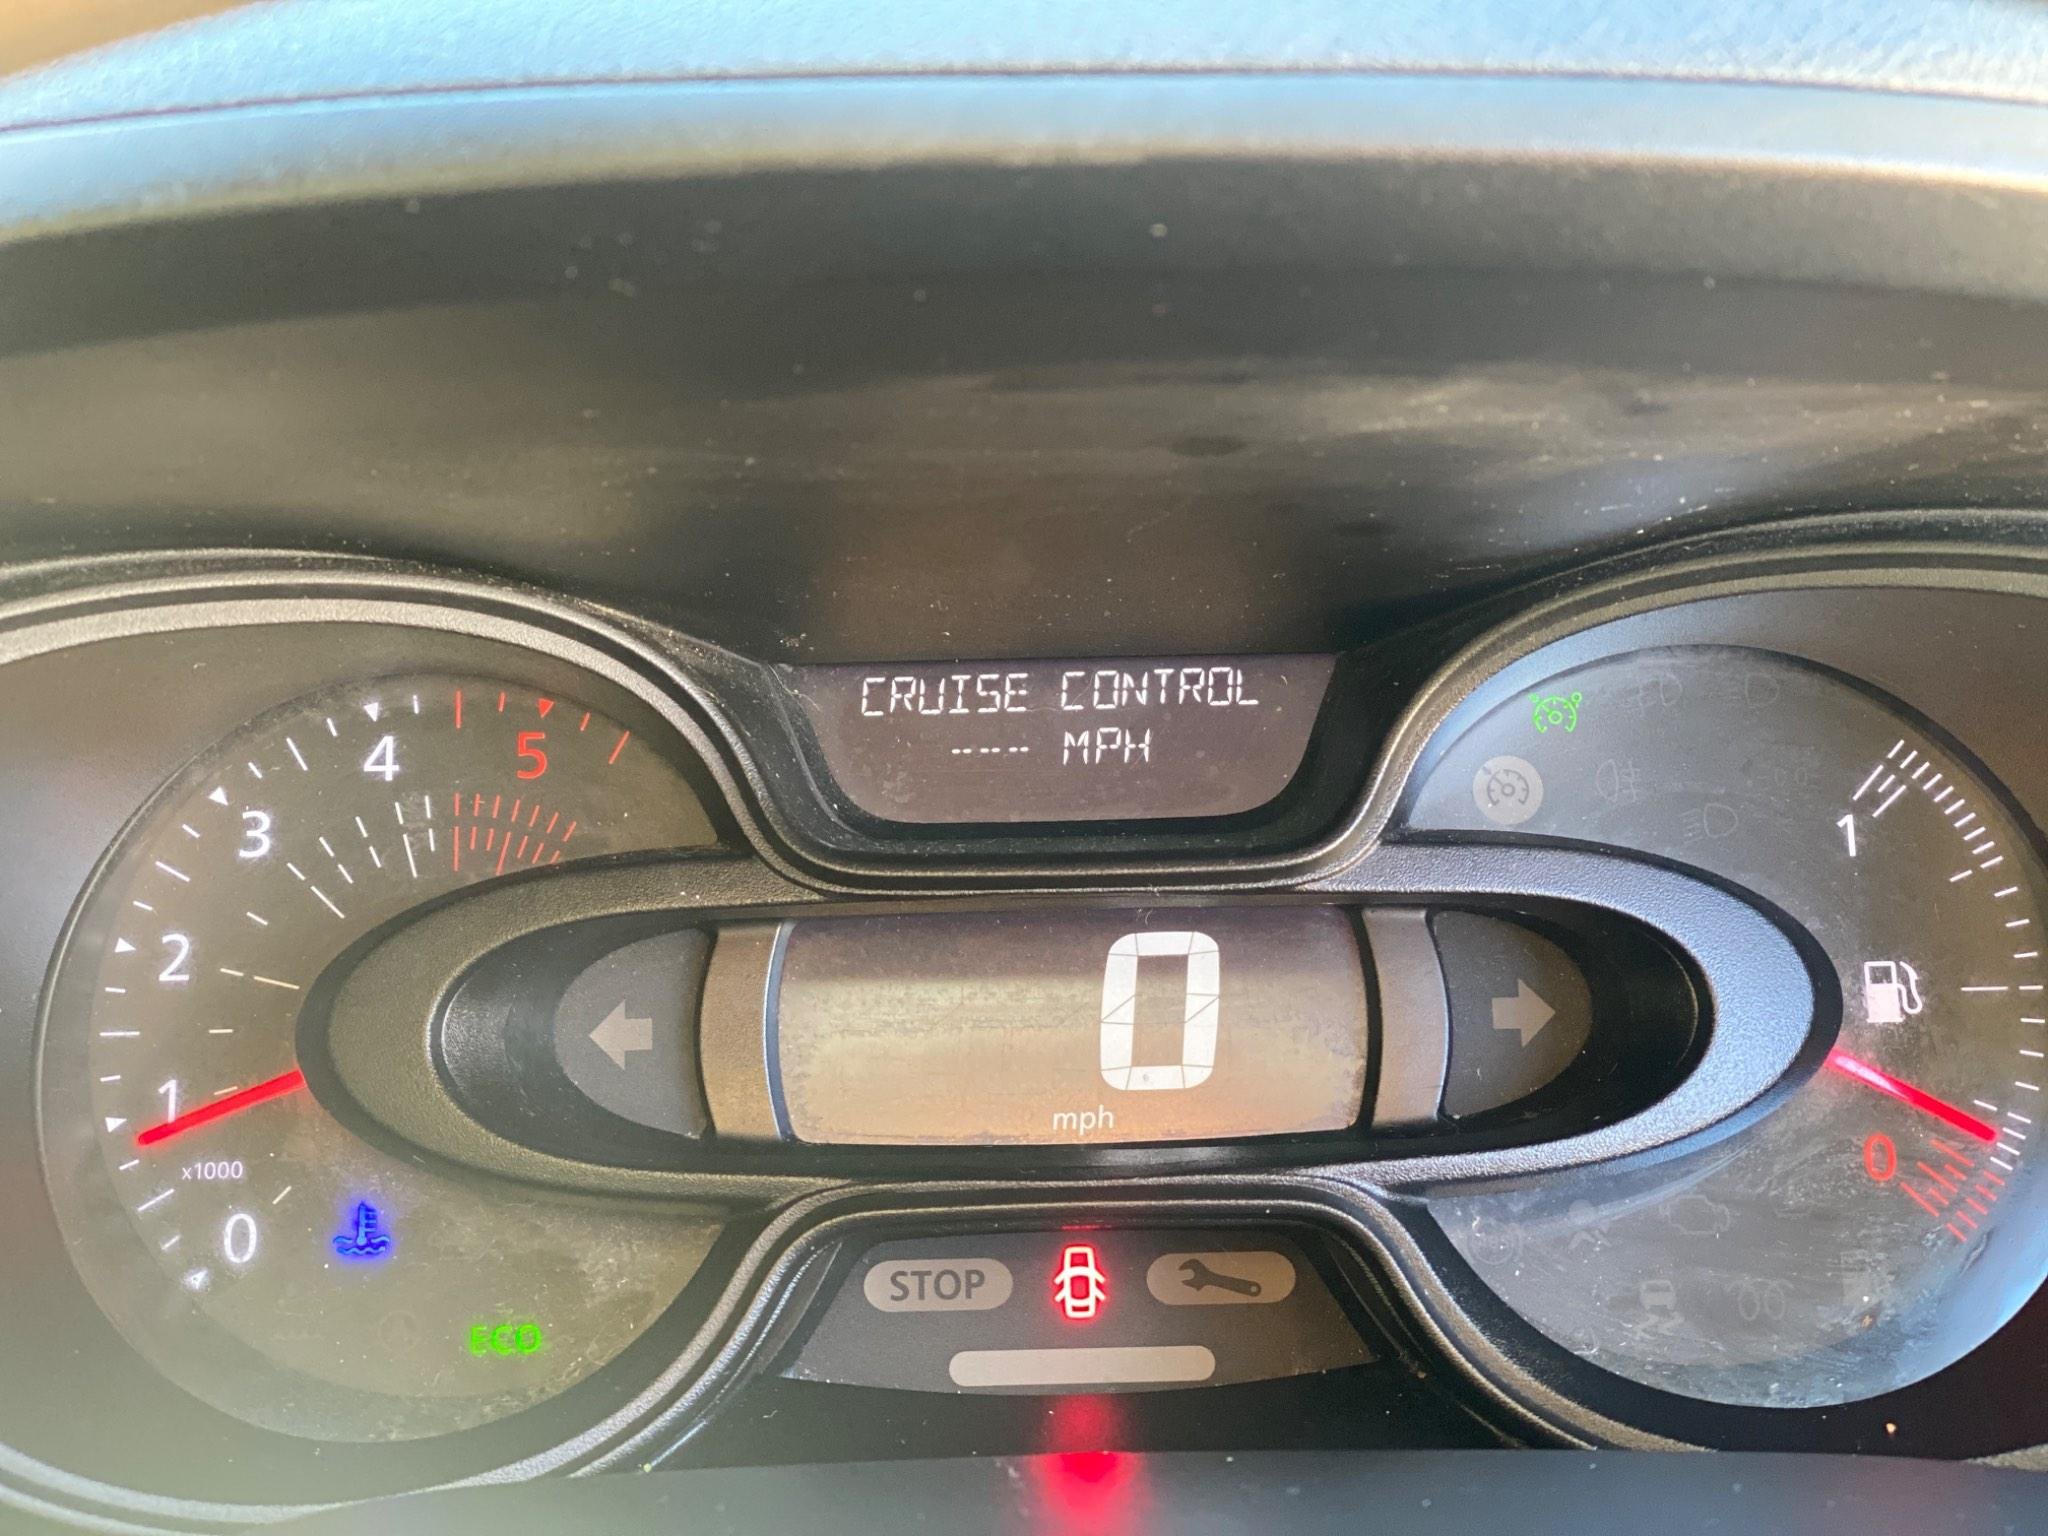 CRUISE CONTROL
---- MPH
4
5
3
2
1
x1000
0
1
0
0
mph
ECO
STOP